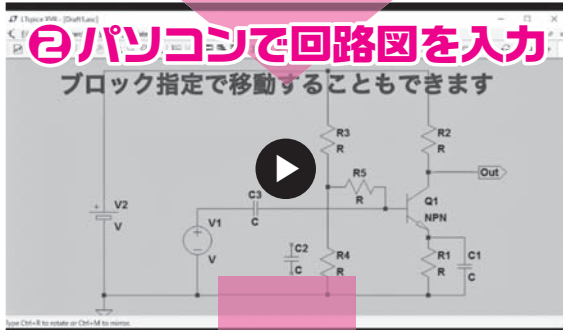 LTspice XVII - [Draft1.asc]
❷パソコンで回路図を入力
ブロック指定で移動することもできます
R3
R
R2
R
R5
R
Out
C3
C
Q1
NPN
V2
V
V1
V
C2
C
R4
R
R1
R
C1
C
Type Ctrl+R to rotate or Ctrl+M to mirror.